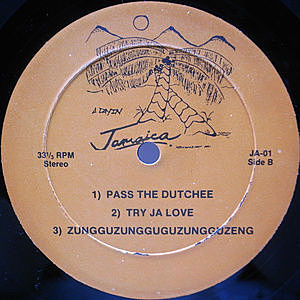 A DAY IN
Jamaica
33⅓ RPM
Stereo
JA-01
Side B
1) PASS THE DUTCHEE
2) TRY JA LOVE
3) ZUNGGUZUNGGUGUZUNGGUZENG